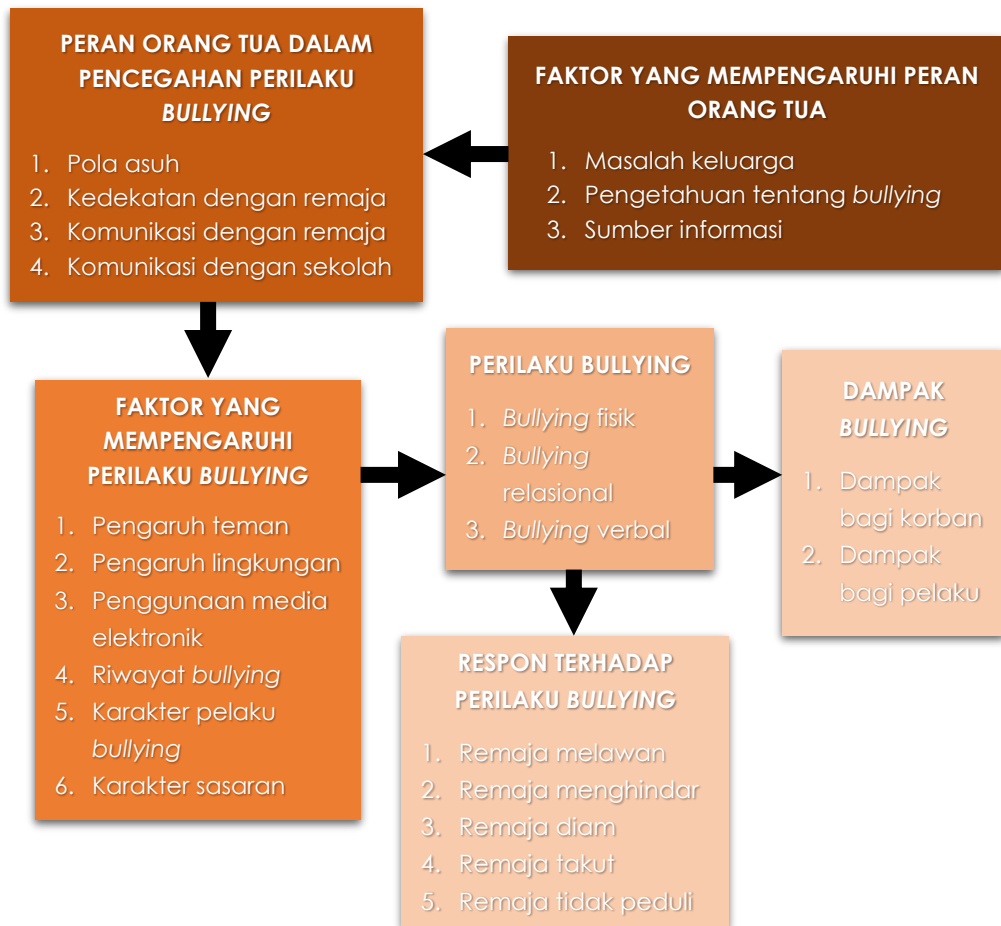 PERAN ORANG TUA DALAM
PENCEGAHAN PERILAKU
BULLYING
1. Pola asuh
2. Kedekatan dengan remaja
3. Komunikasi dengan remaja
4. Komunikasi dengan sekolah
FAKTOR YANG MEMPENGARUHI PERAN
ORANG TUA
1. Masalah keluarga
2. Pengetahuan tentang bullying
3. Sumber informasi
FAKTOR YANG
MEMPENGARUHI
PERILAKU BULLYING
1. Pengaruh teman
2. Pengaruh lingkungan
3. Penggunaan media
elektronik
4. Riwayat bullying
5. Karakter pelaku
bullying
6. Karakter sasaran
PERILAKU BULLYING
1. Bullying fisik
2. Bullying
relasional
3. Bullying verbal
DAMPAK
BULLYING
1. Dampak
bagi korban
2. Dampak
bagi pelaku
RESPON TERHADAP
PERILAKU BULLYING
1. Remaja melawan
2. Remaja menghindar
3. Remaja diam
4. Remaja takut
5. Remaja tidak peduli